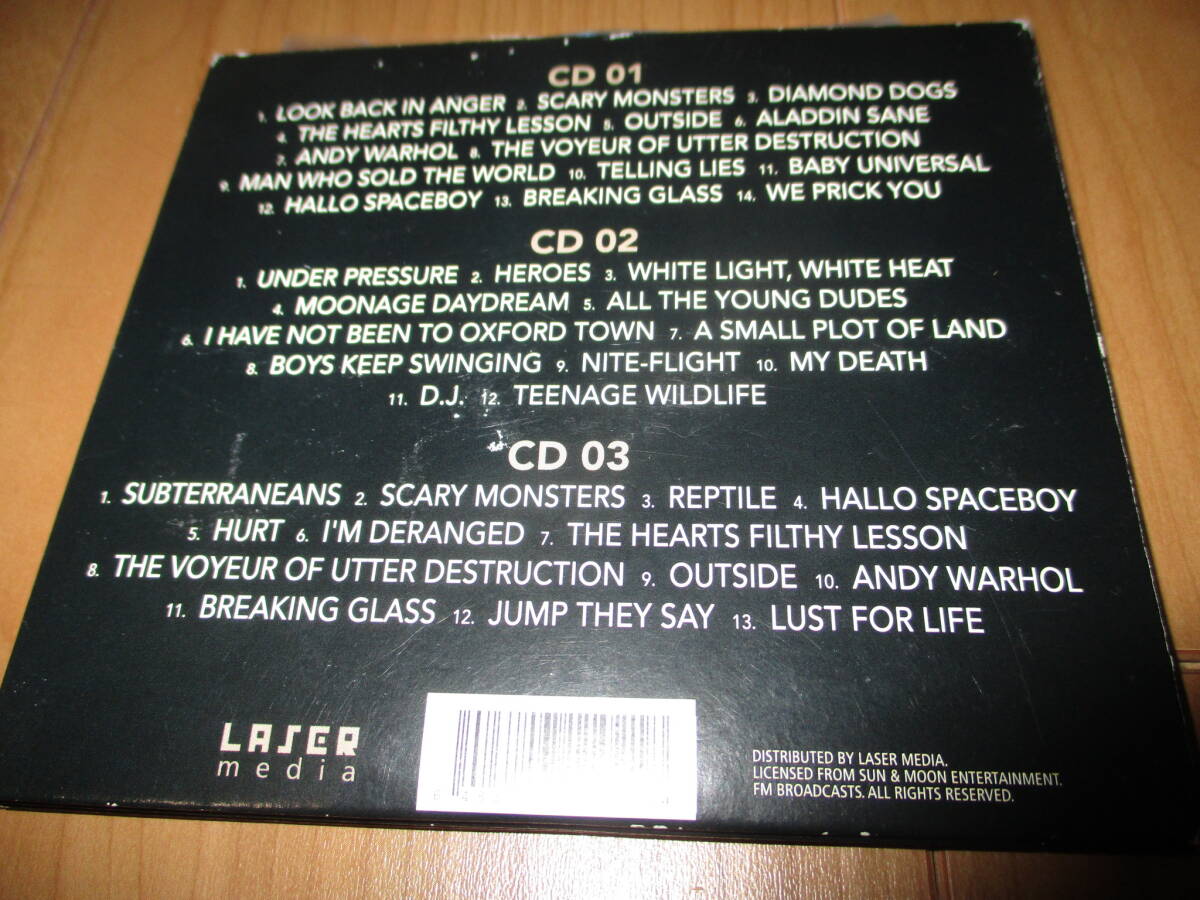 CD 01
1. LOOK BACK IN ANGER 2. SCARY MONSTERS 3. DIAMOND DOGS
4. THE HEARTS FILTHY LESSON 5. OUTSIDE 6. ALADDIN SANE
7. ANDY WARHOL 8. THE VOYEUR OF UTTER DESTRUCTION
9. MAN WHO SOLD THE WORLD 10. TELLING LIES 11. BABY UNIVERSAL
12. HALLO SPACEBOY 13. BREAKING GLASS 14. WE PRICK YOU
CD 02
1. UNDER PRESSURE 2. HEROES 3. WHITE LIGHT, WHITE HEAT
4. MOONAGE DAYDREAM 5. ALL THE YOUNG DUDES
6. I HAVE NOT BEEN TO OXFORD TOWN 7. A SMALL PLOT OF LAND
8. BOYS KEEP SWINGING 9. NITE-FLIGHT 10. MY DEATH
11. D.J. 12. TEENAGE WILDLIFE
CD 03
1. SUBTERRANEANS 2. SCARY MONSTERS 3. REPTILE 4. HALLO SPACEBOY
5. HURT 6. I'M DERANGED 7. THE HEARTS FILTHY LESSON
8. THE VOYEUR OF UTTER DESTRUCTION 9. OUTSIDE 10. ANDY WARHOL
11. BREAKING GLASS 12. JUMP THEY SAY 13. LUST FOR LIFE
LASER
media
DISTRIBUTED BY LASER MEDIA.
LICENSED FROM SUN & MOON ENTERTAINMENT.
FM BROADCASTS. ALL RIGHTS RESERVED.